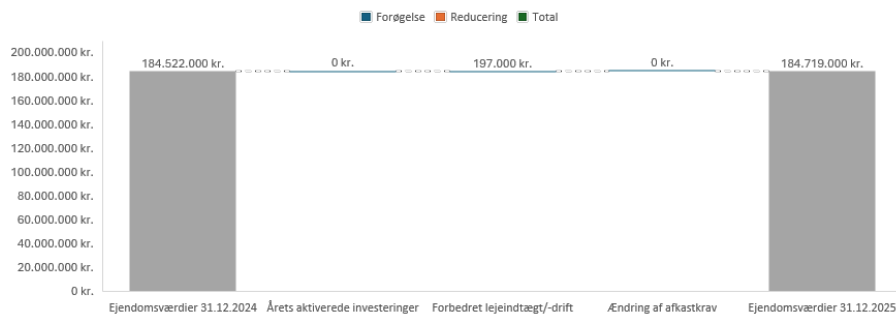 Forøgelse Reducering Total
200.000.000 kr.
180.000.000 kr.
160.000.000 kr.
140.000.000 kr.
120.000.000 kr.
100.000.000 kr.
80.000.000 kr.
60.000.000 kr.
40.000.000 kr.
20.000.000 kr.
0 kr.
184.522.000 kr. 0 kr. 197.000 kr. 0 kr. 184.719.000 kr.
Ejendomsværdier 31.12.2024 Årets aktiverede investeringer Forbedret lejeindtægt/-drift Ændring af afkastkrav Ejendomsværdier 31.12.2025